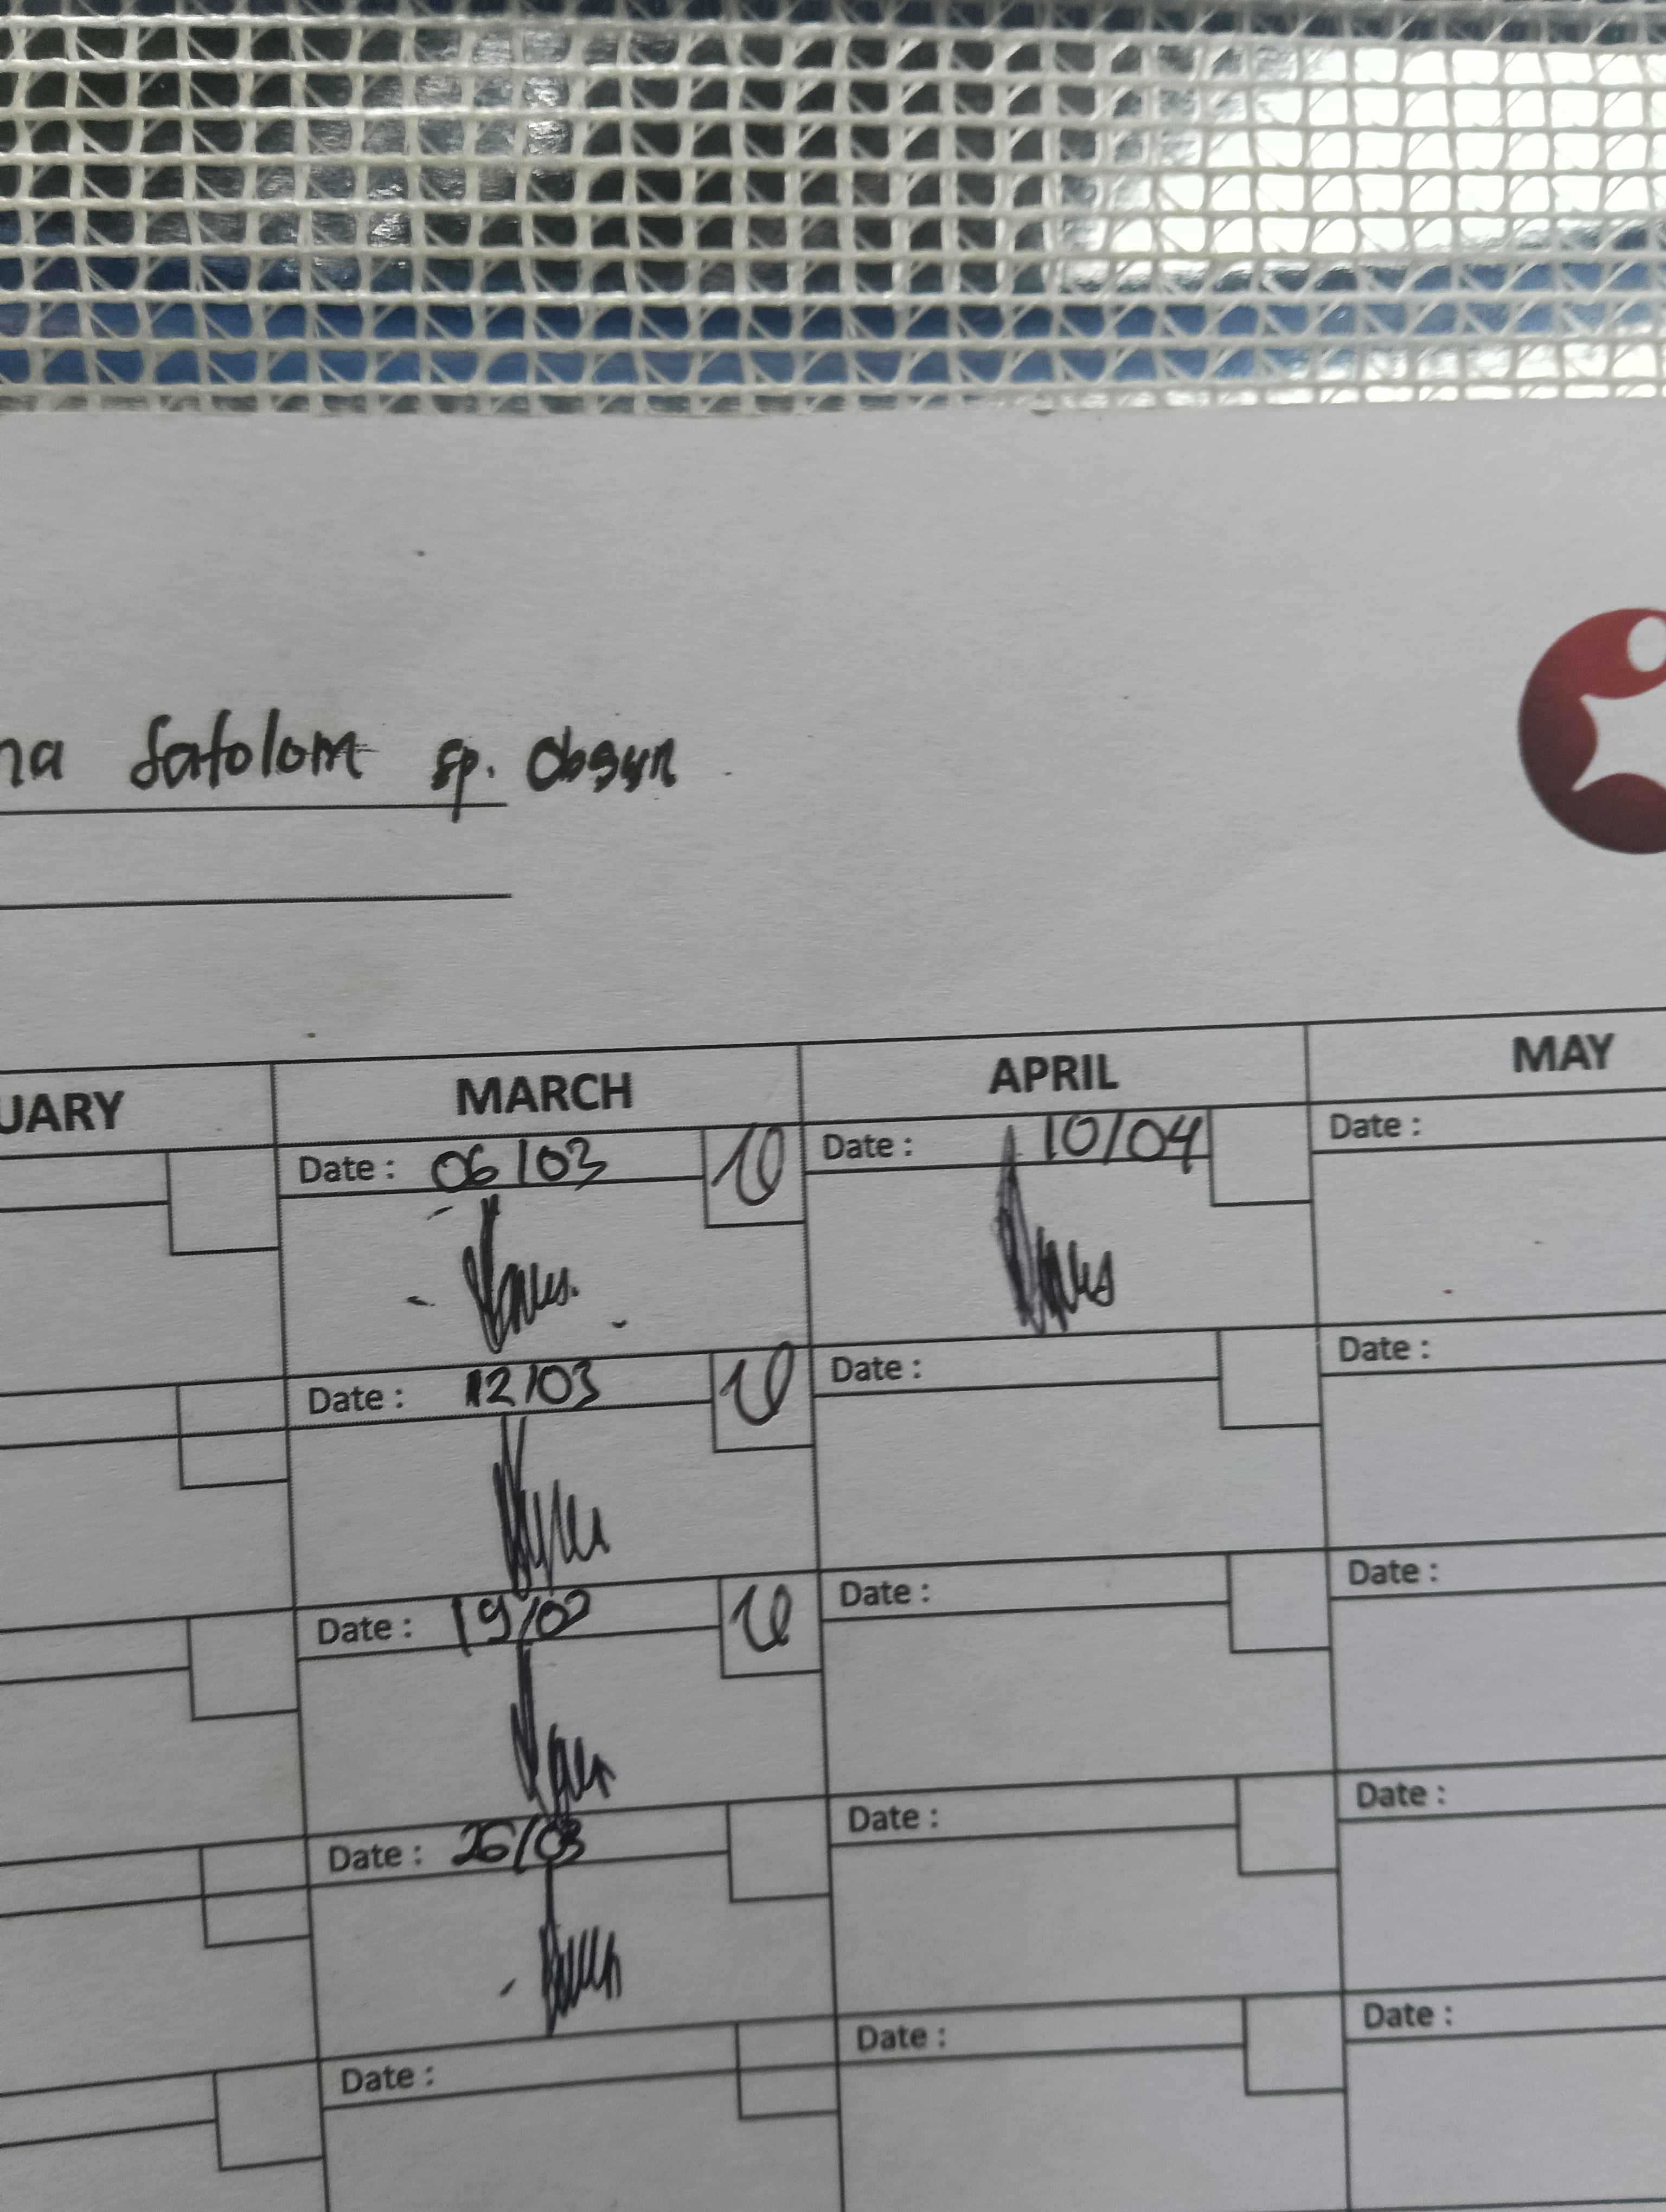 na Satolom sp. Obgyn
UARY MARCH APRIL MAY
Date : 06/03 Date : 10/04 Date :
Date : 12/03 Date : Date :
Date : 19/03 Date : Date :
Date : 26/03 Date : Date :
Date : Date : Date :